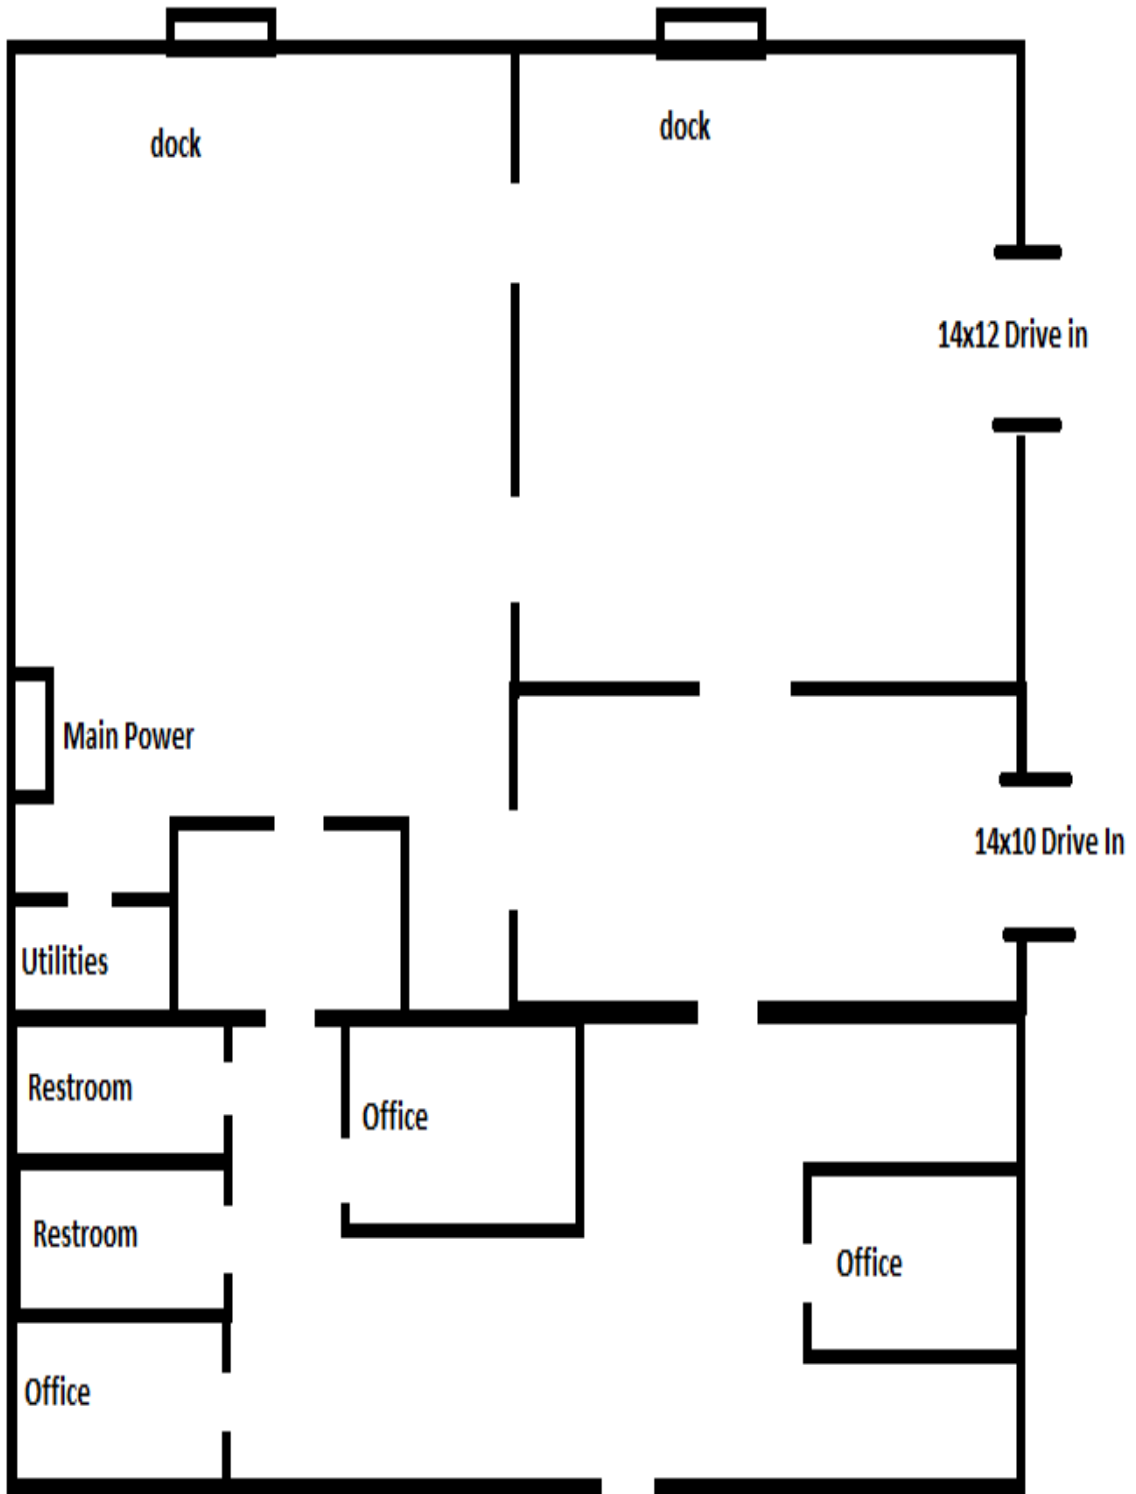 dock
dock
14x12 Drive in
Main Power
14x10 Drive In
Utilities
Restroom
Office
Restroom
Office
Office